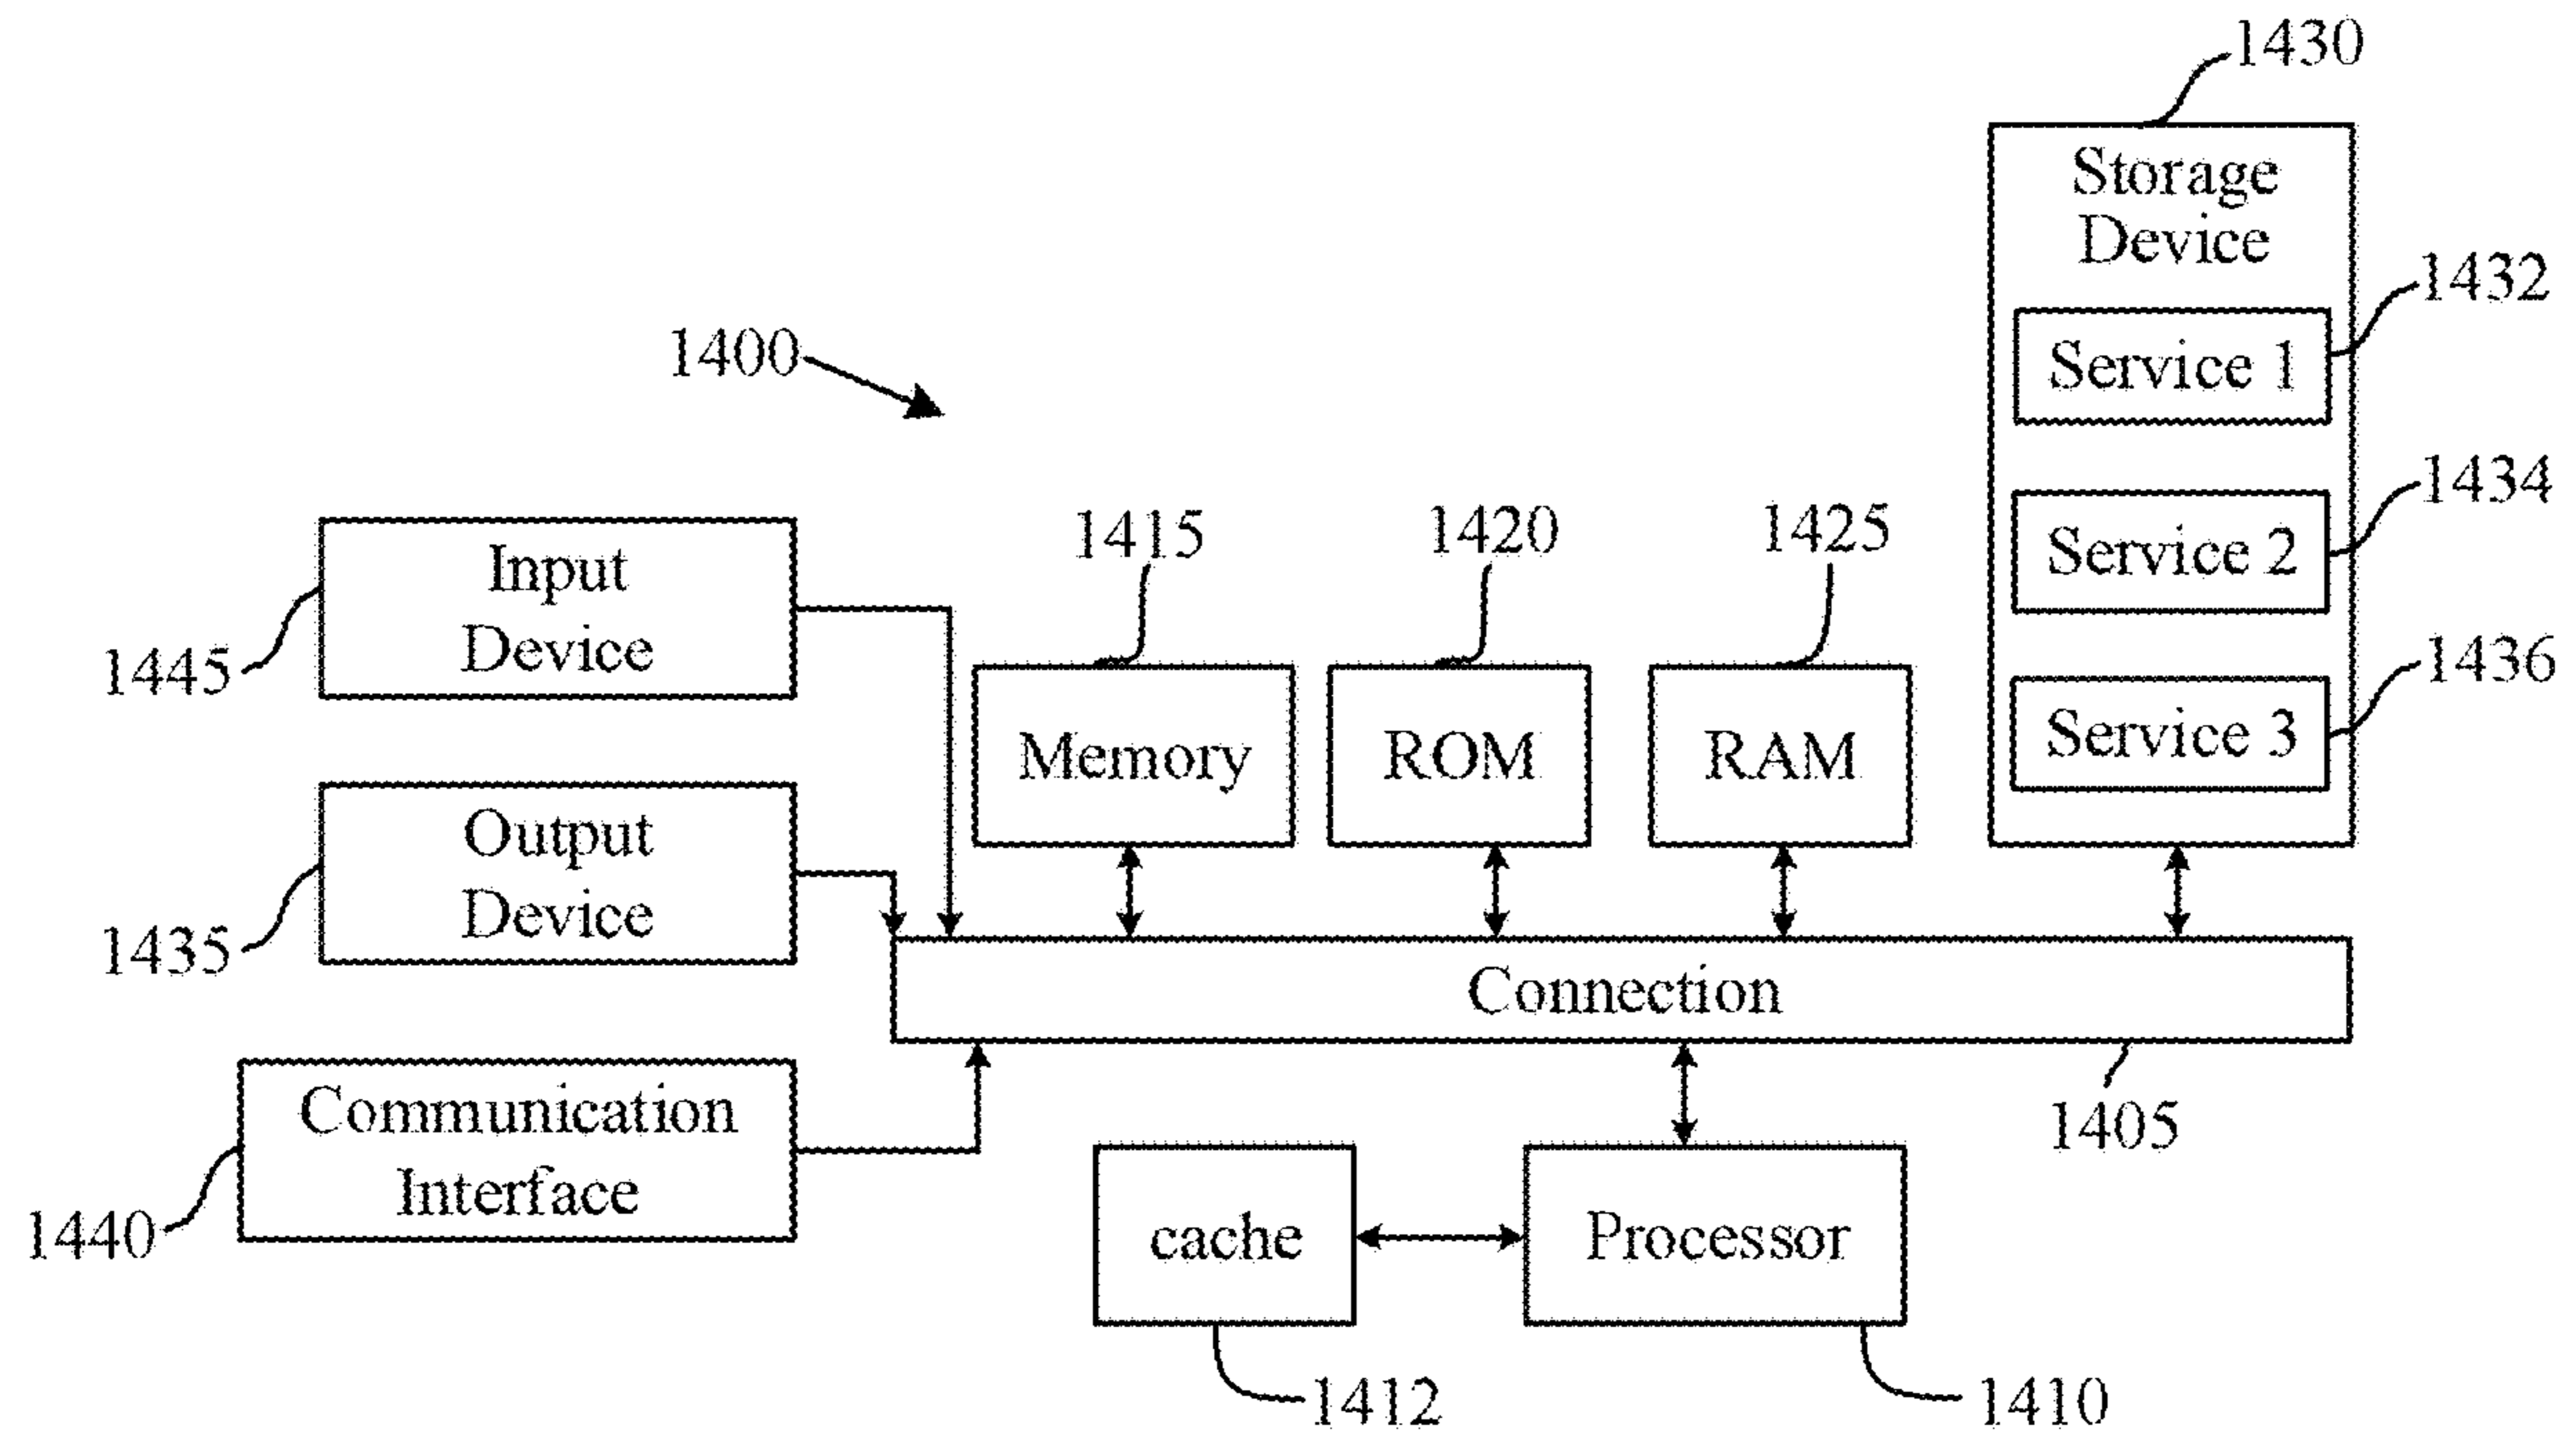 1430
Storage
Device
1432
Service 1
1400
1434
Service 2
1415
1420
1425
Input
Device
1445
1436
Service 3
Memory
ROM
RAM
Output
Device
1435
Connection
Communication
Interface
1405
1440
cache
Processor
1412
1410